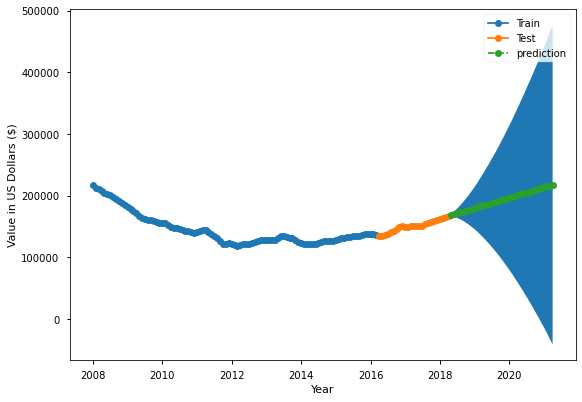 500000
400000
300000
200000
100000
0
Value in US Dollars ($)
2008 2010 2012 2014 2016 2018 2020
Year
Train
Test
prediction